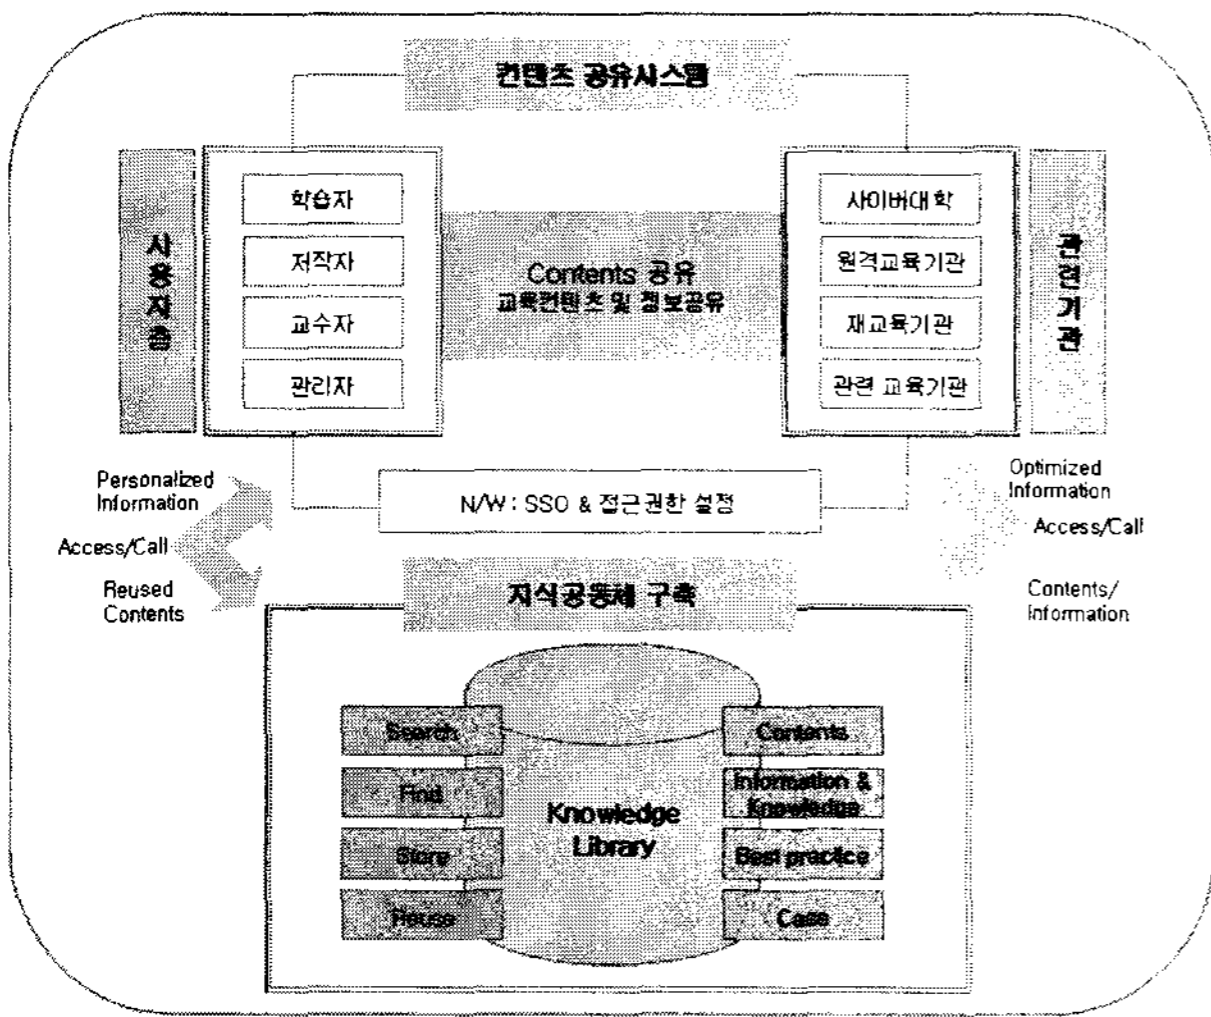 컨텐츠 공유시스템
사용자층
학습자
저작자
교수자
관리자
Contents 공유
교육컨텐츠 및 정보공유
사이버대학
원격교육기관
재교육기관
관련 교육기관
관련기관
Personalized
Information
Access/Call
Reused
Contents
N/W : SSO & 접근권한 설정
Optimized
Information
Access/Call
Contents/
Information
지식공동체 구축
Search
Find
Store
Reuse
Knowledge
Library
Contents
Information &
Knowledge
Best practice
Case